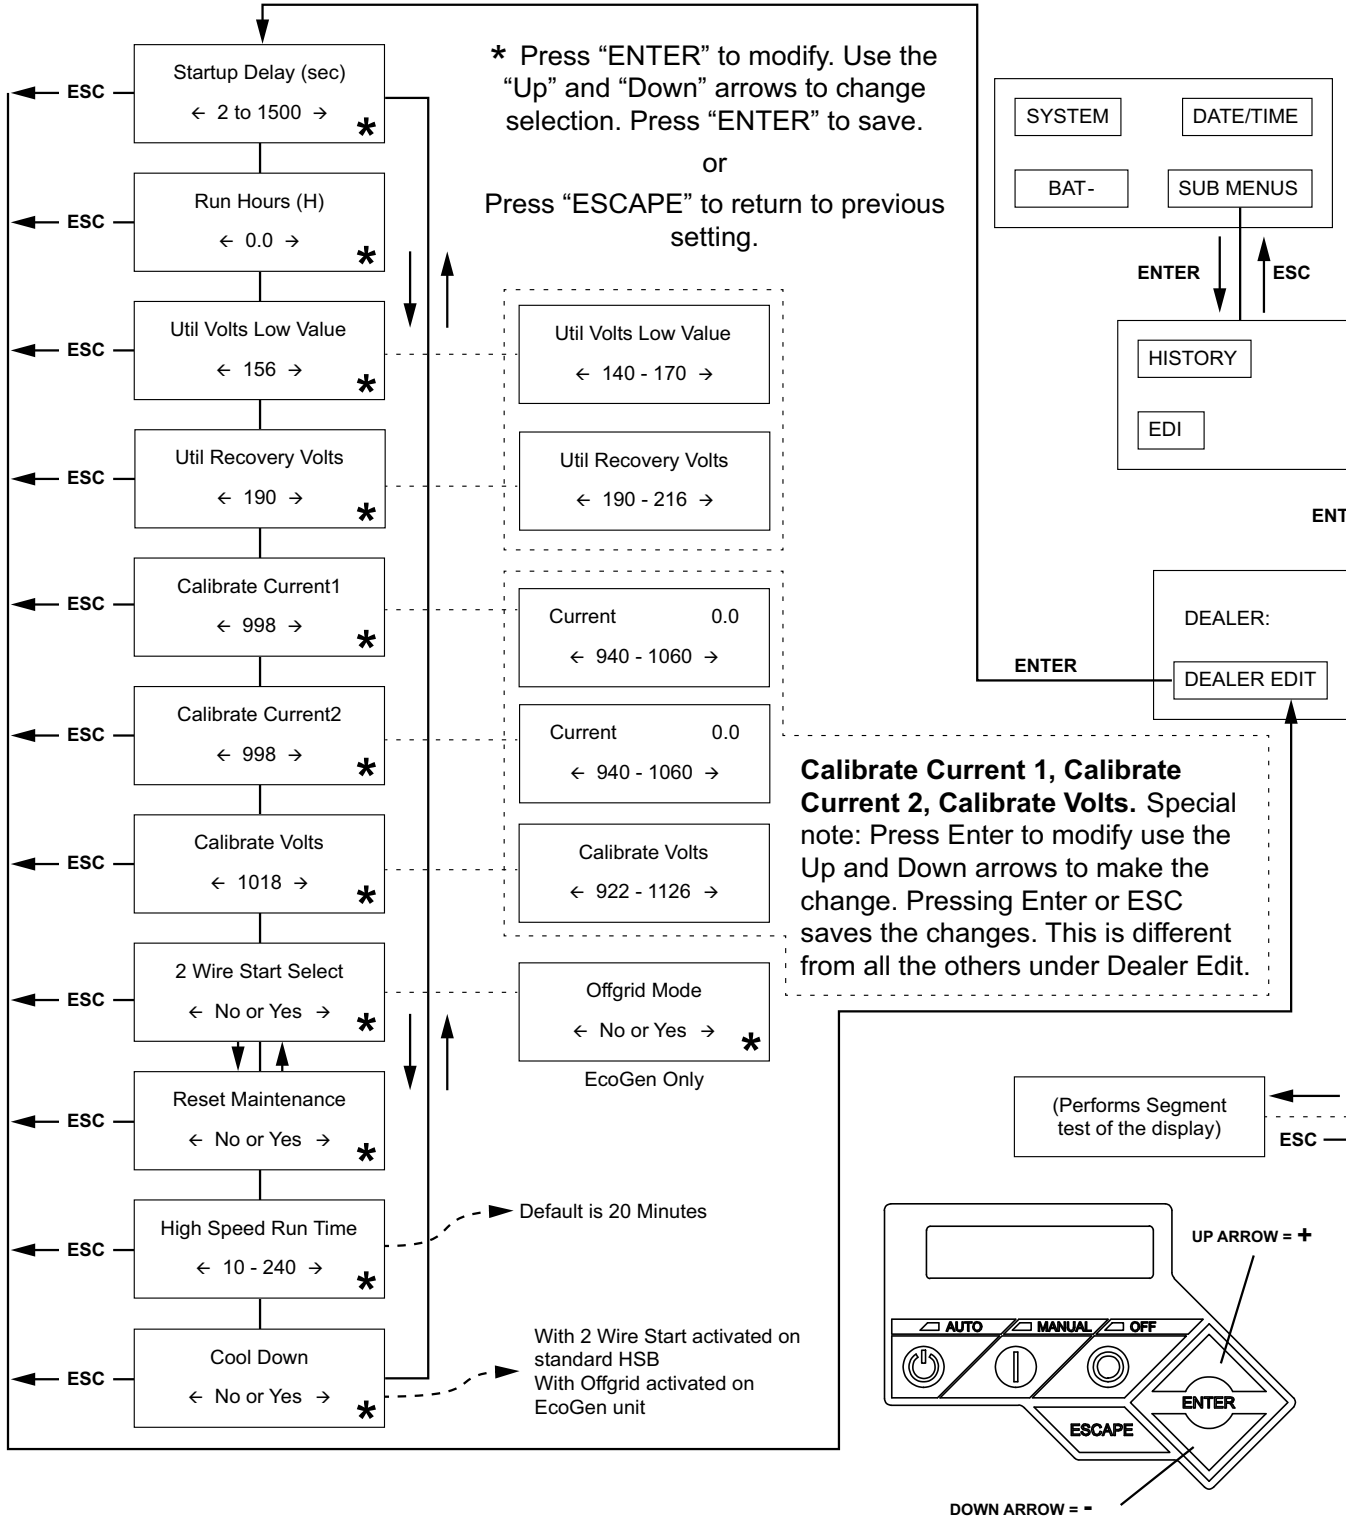 * Press “ENTER” to modify. Use the
“Up” and “Down” arrows to change
selection. Press “ENTER” to save.
or
Press “ESCAPE” to return to previous
setting.
ESC
Startup Delay (sec)
← 2 to 1500 →
*
ESC
Run Hours (H)
← 0.0 →
*
ESC
Util Volts Low Value
← 156 →
*
Util Volts Low Value
← 140 - 170 →
ESC
Util Recovery Volts
← 190 →
*
Util Recovery Volts
← 190 - 216 →
ESC
Calibrate Current1
← 998 →
*
Current 0.0
← 940 - 1060 →
ESC
Calibrate Current2
← 998 →
*
Current 0.0
← 940 - 1060 →
ESC
Calibrate Volts
← 1018 →
*
Calibrate Volts
← 922 - 1126 →
Calibrate Current 1, Calibrate
Current 2, Calibrate Volts. Special
note: Press Enter to modify use the
Up and Down arrows to make the
change. Pressing Enter or ESC
saves the changes. This is different
from all the others under Dealer Edit.
ESC
2 Wire Start Select
← No or Yes →
*
Offgrid Mode
← No or Yes →
*
EcoGen Only
ESC
Reset Maintenance
← No or Yes →
*
ESC
High Speed Run Time
← 10 - 240 →
*
Default is 20 Minutes
ESC
Cool Down
← No or Yes →
*
With 2 Wire Start activated on
standard HSB
With Offgrid activated on
EcoGen unit
SYSTEM
DATE/TIME
BAT-
SUB MENUS
ENTER
ESC
HISTORY
EDI
ENT
DEALER:
DEALER EDIT
ENTER
(Performs Segment
test of the display)
ESC
UP ARROW = +
AUTO
MANUAL
OFF
ENTER
ESCAPE
DOWN ARROW = -